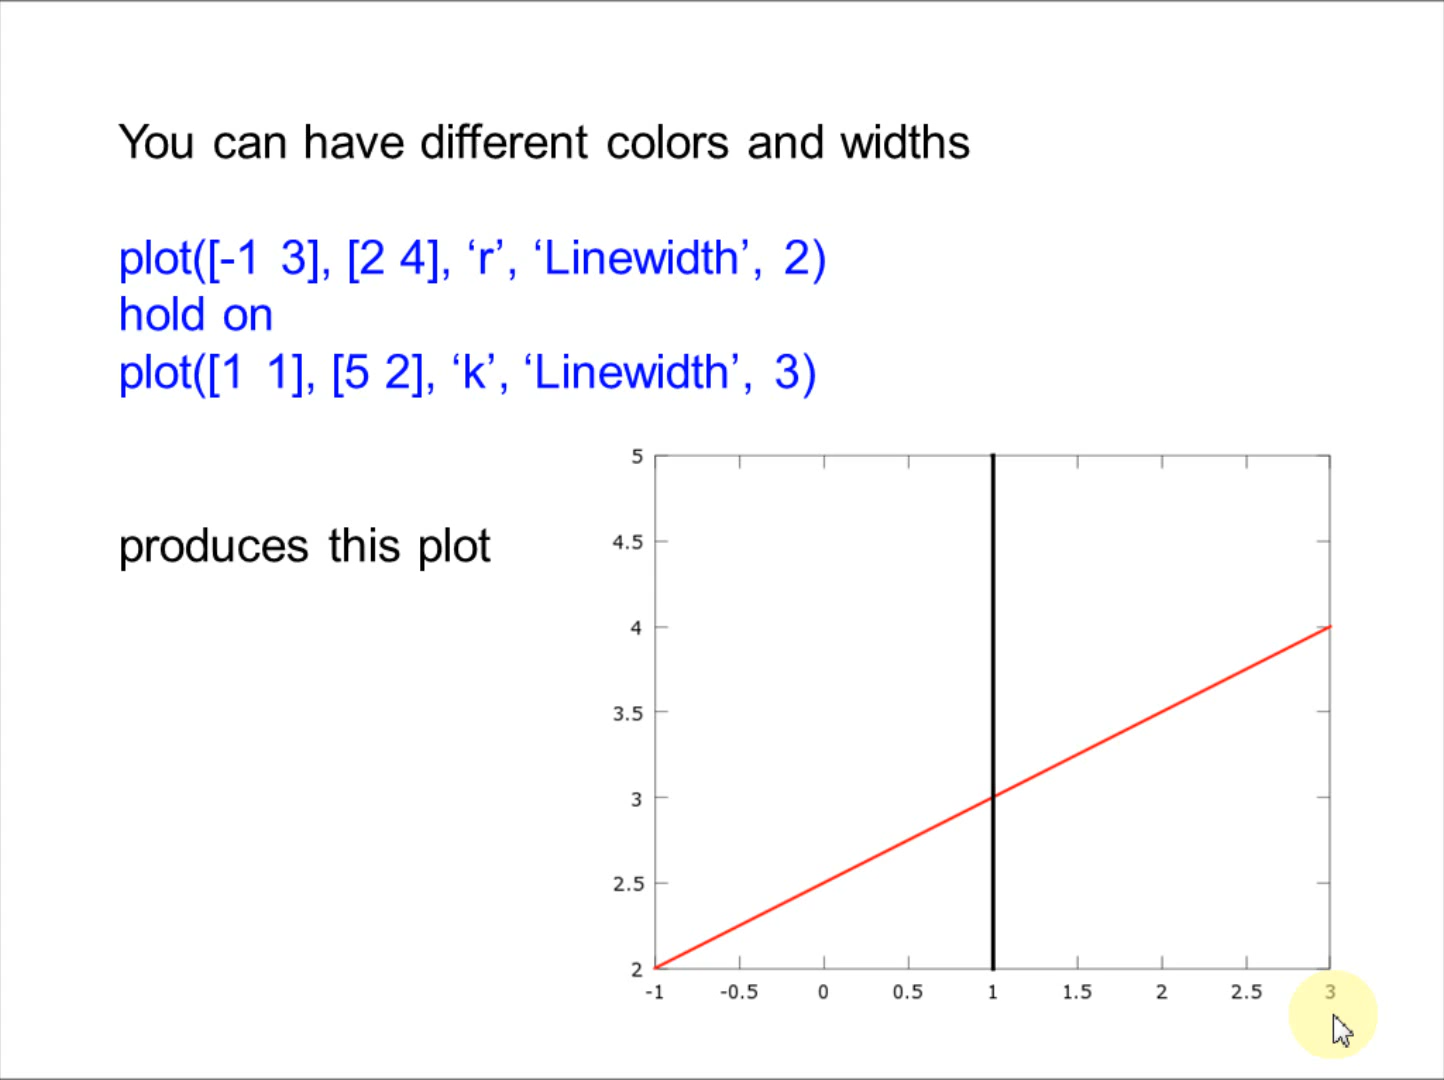 You can have different colors and widths
plot([-1 3], [2 4], ‘r’, ‘Linewidth’, 2)
hold on
plot([1 1], [5 2], ‘k’, ‘Linewidth’, 3)
produces this plot
5
4.5
4
3.5
3
2.5
2
-1 -0.5 0 0.5 1 1.5 2 2.5 3